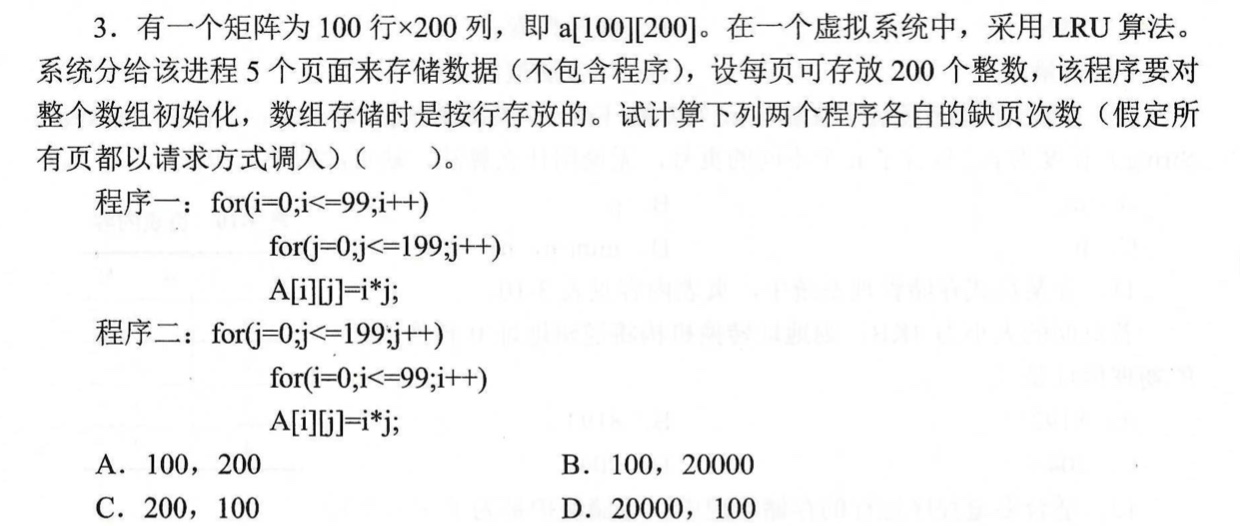 3．有一个矩阵为 100 行×200 列，即 a[100][200]。在一个虚拟系统中，采用 LRU 算法。
系统分给该进程 5 个页面来存储数据（不包含程序），设每页可存放 200 个整数，该程序要对
整个数组初始化，数组存储时是按行存放的。试计算下列两个程序各自的缺页次数（假定所
有页都以请求方式调入）（　　）。
程序一：for(i=0;i<=99;i++)
for(j=0;j<=199;j++)
A[i][j]=i*j;
程序二：for(j=0;j<=199;j++)
for(i=0;i<=99;i++)
A[i][j]=i*j;
A．100，200　　B．100，20000
C．200，100　　D．20000，100